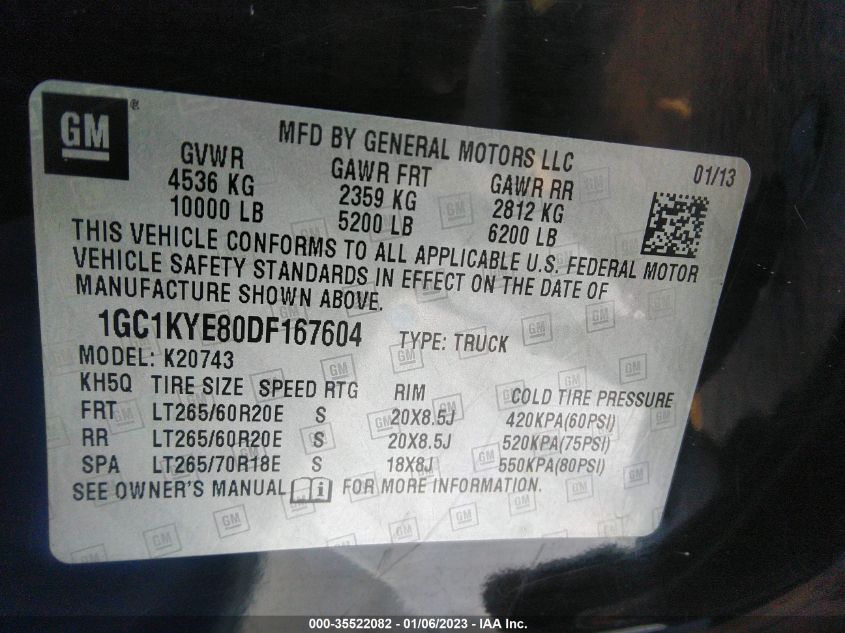 GM ®
MFD BY GENERAL MOTORS LLC
01/13
GVWR GAWR FRT GAWR RR
4536 KG 2359 KG 2812 KG
10000 LB 5200 LB 6200 LB
THIS VEHICLE CONFORMS TO ALL APPLICABLE U.S. FEDERAL MOTOR
VEHICLE SAFETY STANDARDS IN EFFECT ON THE DATE OF
MANUFACTURE SHOWN ABOVE.
1GC1KYE80DF167604 TYPE: TRUCK
MODEL: K20743
KH5Q TIRE SIZE SPEED RTG RIM COLD TIRE PRESSURE
FRT LT265/60R20E S 20X8.5J 420KPA(60PSI)
RR LT265/60R20E S 20X8.5J 520KPA(75PSI)
SPA LT265/70R18E S 18X8J 550KPA(80PSI)
SEE OWNER'S MANUAL i FOR MORE INFORMATION.
000-35522082 - 01/06/2023 - IAA Inc.